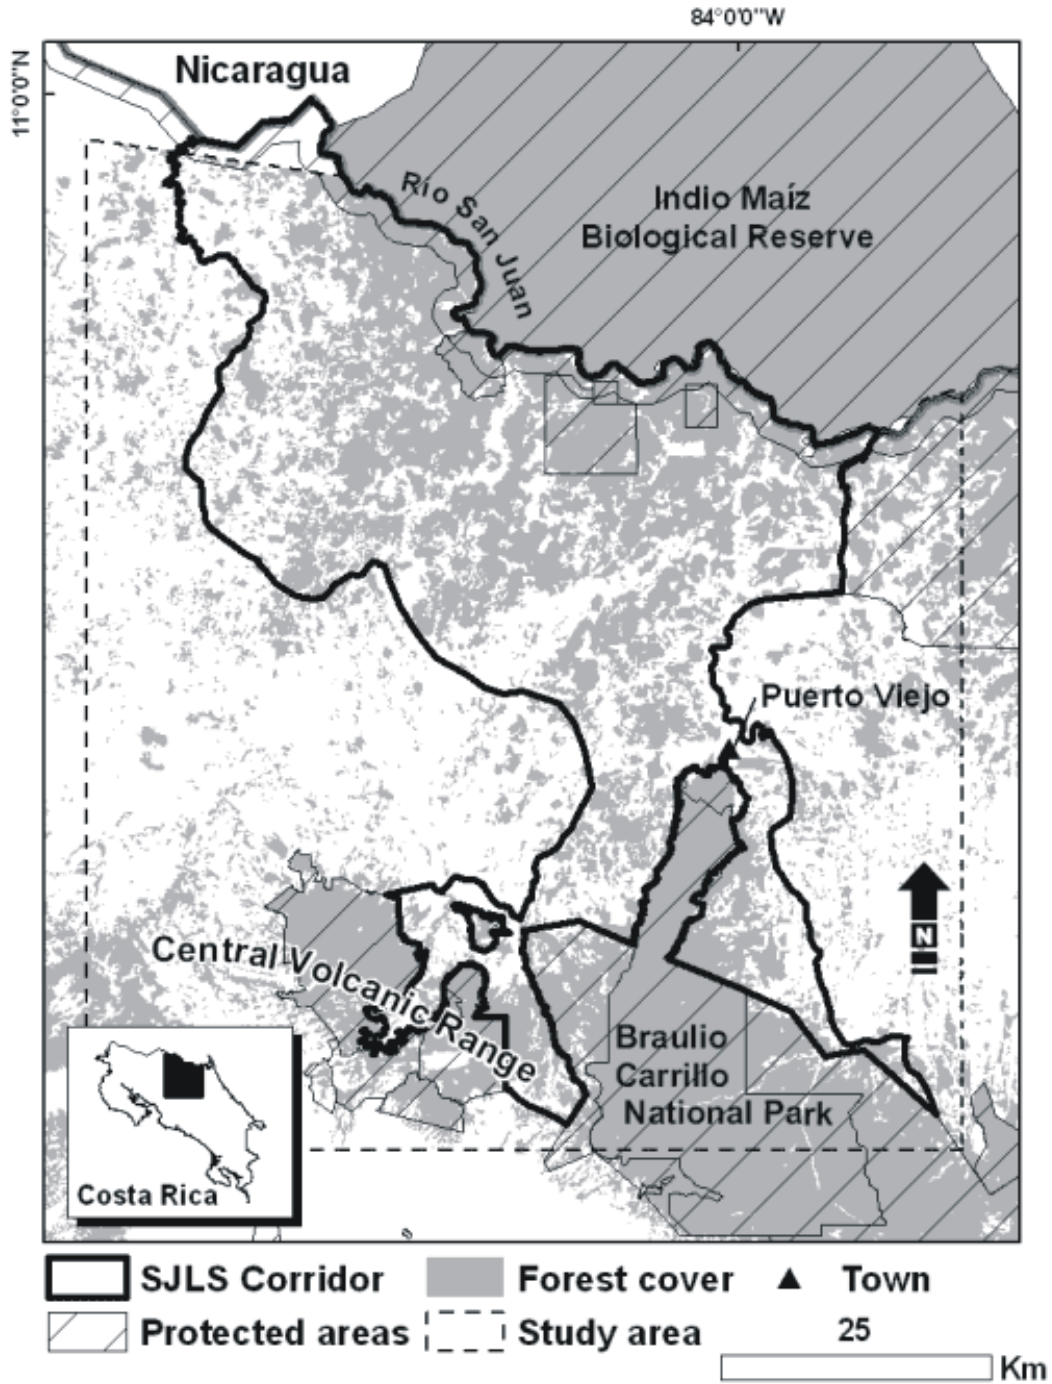 84°0'0"W
11°0'0"N
Nicaragua
Río San Juan
Indio Maíz
Biological Reserve
Puerto Viejo
N
Central Volcanic Range
Braulio
Carrillo
National Park
Costa Rica
SJLS Corridor
Forest cover
Town
Protected areas
Study area
25
Km